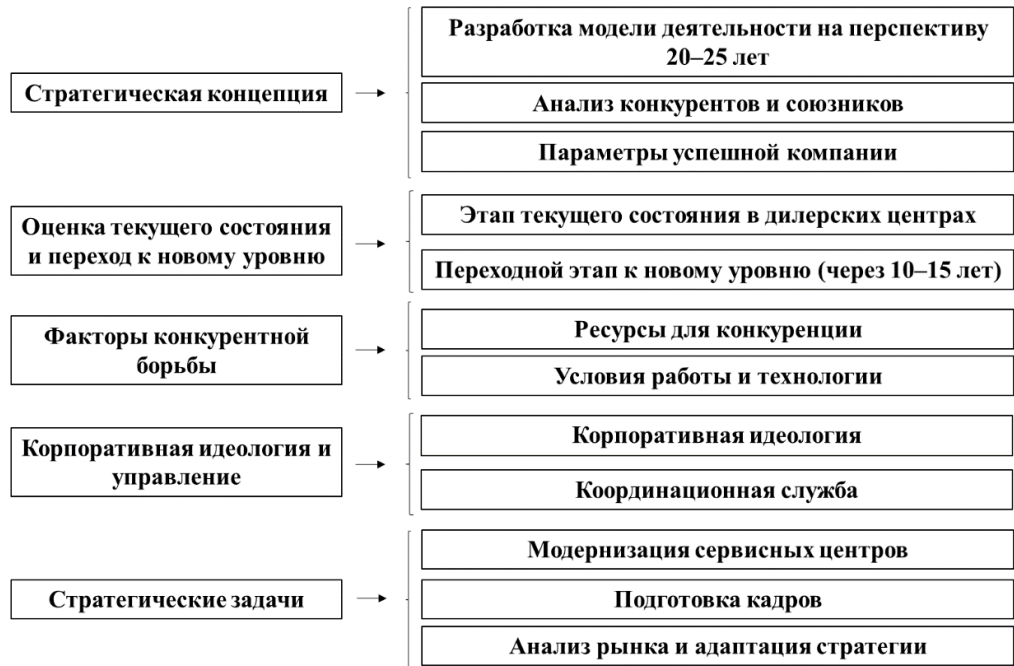 Стратегическая концепция
Разработка модели деятельности на перспективу
20–25 лет
Анализ конкурентов и союзников
Параметры успешной компании
Оценка текущего состояния
и переход к новому уровню
Этап текущего состояния в дилерских центрах
Переходной этап к новому уровню (через 10–15 лет)
Факторы конкурентной
борьбы
Ресурсы для конкуренции
Условия работы и технологии
Корпоративная идеология и
управление
Корпоративная идеология
Координационная служба
Стратегические задачи
Модернизация сервисных центров
Подготовка кадров
Анализ рынка и адаптация стратегии